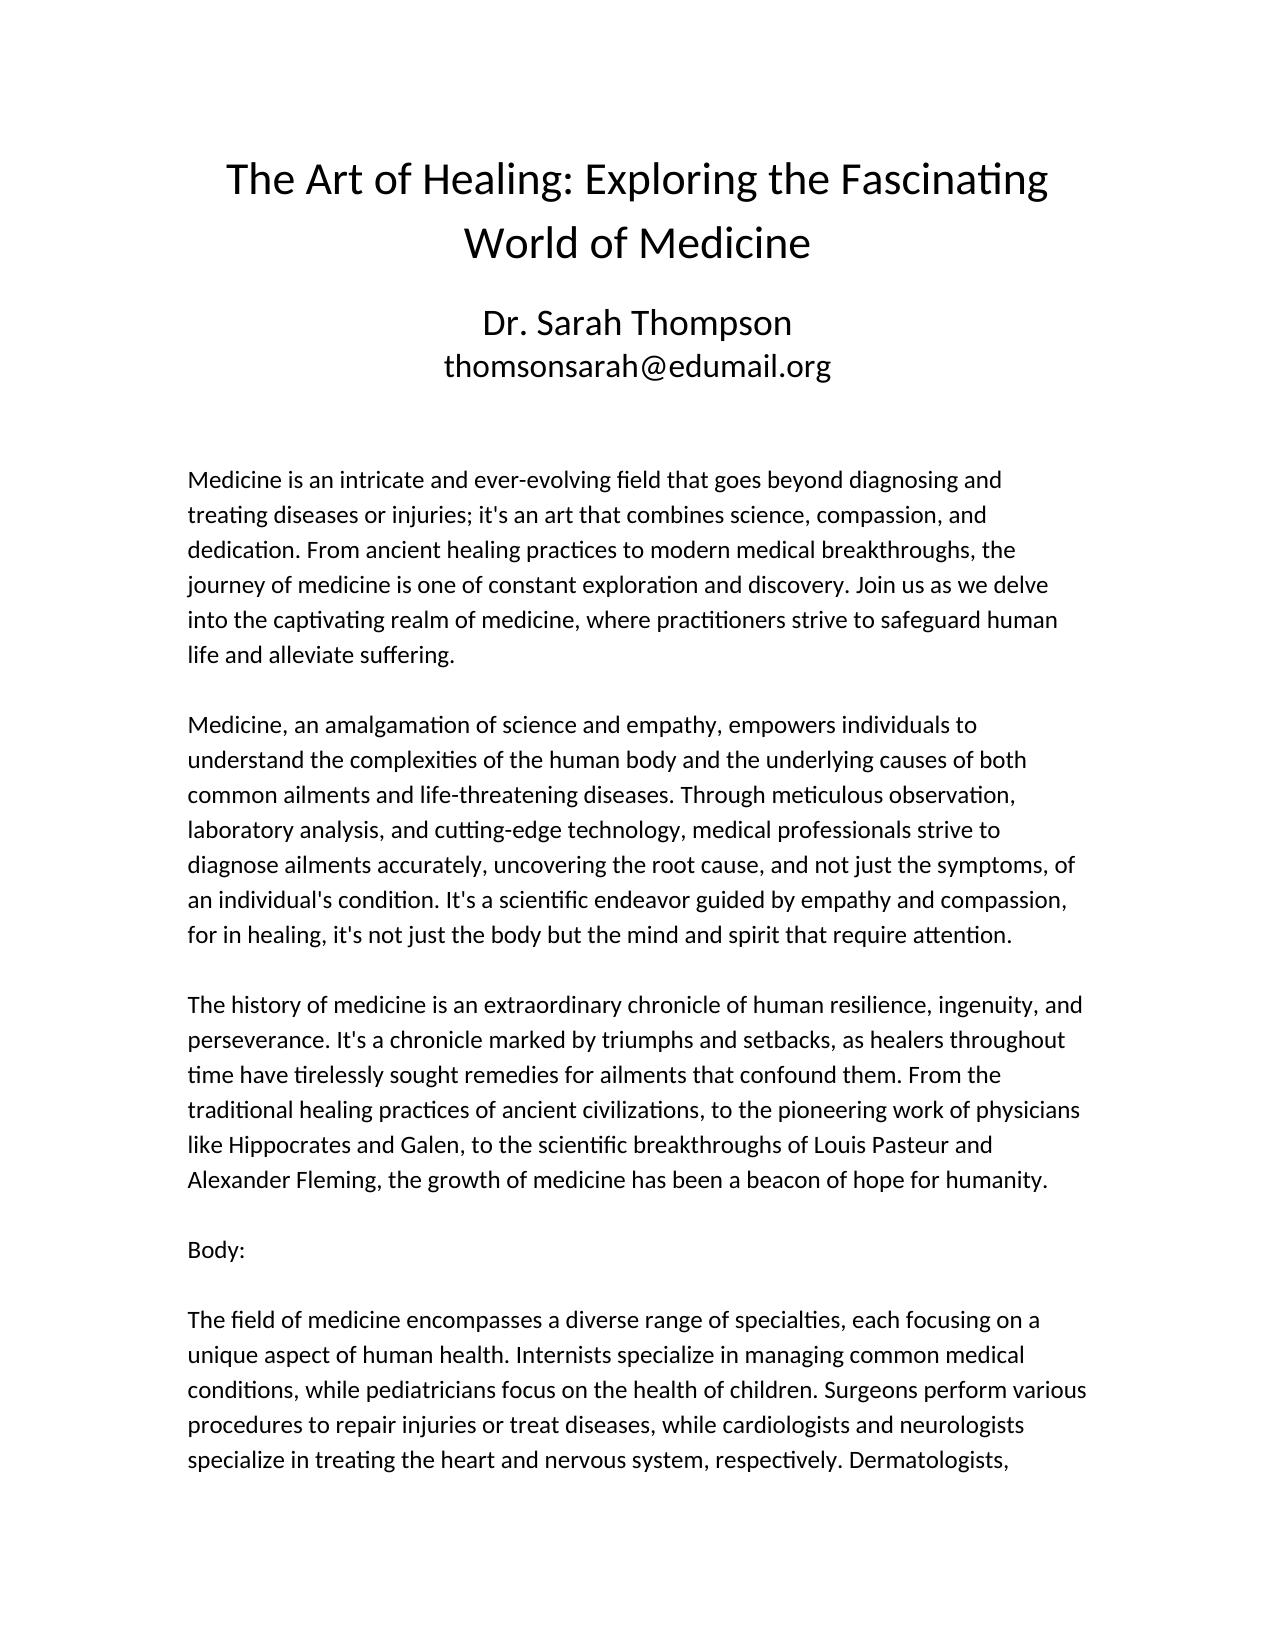 The Art of Healing: Exploring the Fascinating
World of Medicine
Dr. Sarah Thompson
thomsonsarah@edumail.org
Medicine is an intricate and ever-evolving field that goes beyond diagnosing and
treating diseases or injuries; it's an art that combines science, compassion, and
dedication. From ancient healing practices to modern medical breakthroughs, the
journey of medicine is one of constant exploration and discovery. Join us as we delve
into the captivating realm of medicine, where practitioners strive to safeguard human
life and alleviate suffering.
Medicine, an amalgamation of science and empathy, empowers individuals to
understand the complexities of the human body and the underlying causes of both
common ailments and life-threatening diseases. Through meticulous observation,
laboratory analysis, and cutting-edge technology, medical professionals strive to
diagnose ailments accurately, uncovering the root cause, and not just the symptoms, of
an individual's condition. It's a scientific endeavor guided by empathy and compassion,
for in healing, it's not just the body but the mind and spirit that require attention.
The history of medicine is an extraordinary chronicle of human resilience, ingenuity, and
perseverance. It's a chronicle marked by triumphs and setbacks, as healers throughout
time have tirelessly sought remedies for ailments that confound them. From the
traditional healing practices of ancient civilizations, to the pioneering work of physicians
like Hippocrates and Galen, to the scientific breakthroughs of Louis Pasteur and
Alexander Fleming, the growth of medicine has been a beacon of hope for humanity.
Body:
The field of medicine encompasses a diverse range of specialties, each focusing on a
unique aspect of human health. Internists specialize in managing common medical
conditions, while pediatricians focus on the health of children. Surgeons perform various
procedures to repair injuries or treat diseases, while cardiologists and neurologists
specialize in treating the heart and nervous system, respectively. Dermatologists,